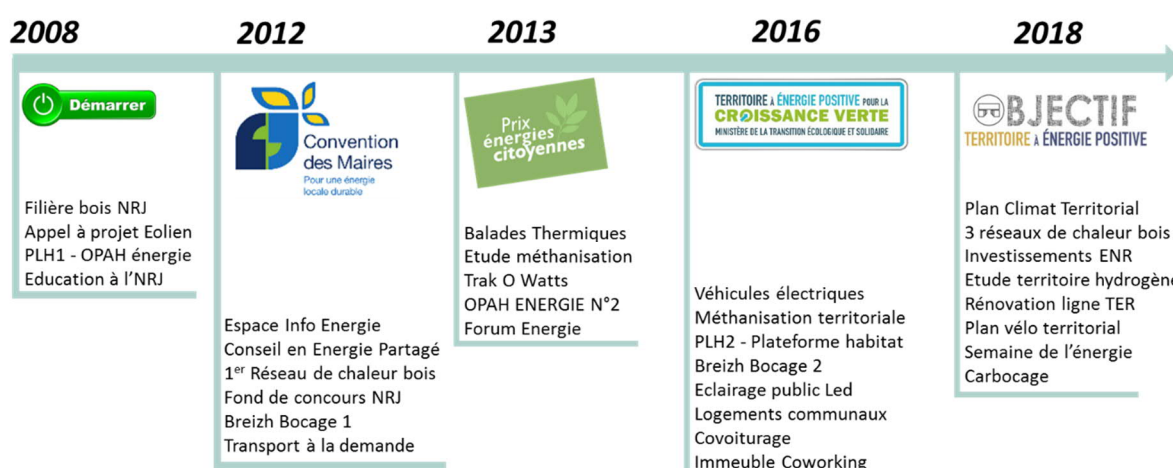 2008
2012
2013
2016
2018
Démarrer
Filière bois NRJ
Appel à projet Eolien
PLH1 - OPAH énergie
Education à l'NRJ
Convention
des Maires
Pour une énergie
locale durable
Espace Info Energie
Conseil en Energie Partagé
1er Réseau de chaleur bois
Fond de concours NRJ
Breizh Bocage 1
Transport à la demande
Prix
énergies
citoyennes
Balades Thermiques
Etude méthanisation
Trak O Watts
OPAH ENERGIE N°2
Forum Energie
TERRITOIRE à ÉNERGIE POSITIVE POUR LA
CROISSANCE VERTE
MINISTÈRE DE LA TRANSITION ÉCOLOGIQUE ET SOLIDAIRE
Véhicules électriques
Méthanisation territoriale
PLH2 - Plateforme habitat
Breizh Bocage 2
Eclairage public Led
Logements communaux
Covoiturage
Immeuble Coworking
OBJECTIF
TERRITOIRE à ÉNERGIE POSITIVE
Plan Climat Territorial
3 réseaux de chaleur bois
Investissements ENR
Etude territoire hydrogène
Rénovation ligne TER
Plan vélo territorial
Semaine de l'énergie
Carbocage